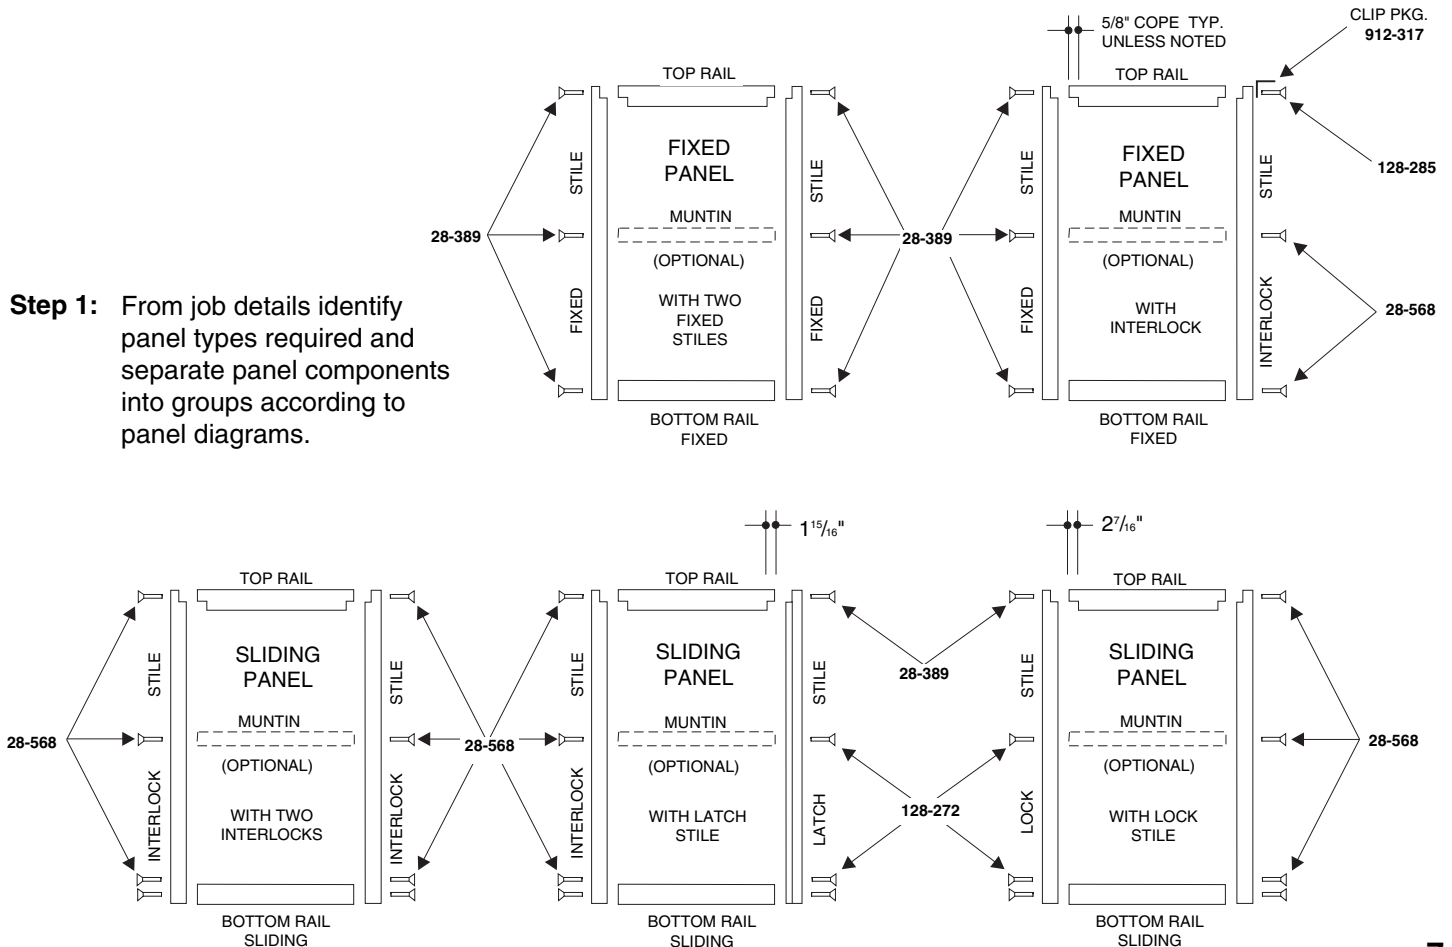 5/8" COPE TYP.
UNLESS NOTED
CLIP PKG.
912-317
TOP RAIL
TOP RAIL
STILE
FIXED
PANEL
STILE
STILE
FIXED
PANEL
STILE
128-285
28-389
MUNTIN
(OPTIONAL)
28-389
MUNTIN
(OPTIONAL)
FIXED
WITH TWO
FIXED
STILES
FIXED
FIXED
WITH
INTERLOCK
INTERLOCK
28-568
BOTTOM RAIL
FIXED
BOTTOM RAIL
FIXED
Step 1: From job details identify
panel types required and
separate panel components
into groups according to
panel diagrams.
1 15/16"
2 7/16"
TOP RAIL
TOP RAIL
TOP RAIL
STILE
SLIDING
PANEL
STILE
STILE
SLIDING
PANEL
STILE
28-389
STILE
SLIDING
PANEL
28-568
MUNTIN
(OPTIONAL)
28-568
MUNTIN
(OPTIONAL)
MUNTIN
(OPTIONAL)
28-568
INTERLOCK
WITH TWO
INTERLOCKS
INTERLOCK
INTERLOCK
WITH LATCH
STILE
LATCH
128-272
LOCK
WITH LOCK
STILE
BOTTOM RAIL
SLIDING
BOTTOM RAIL
SLIDING
BOTTOM RAIL
SLIDING